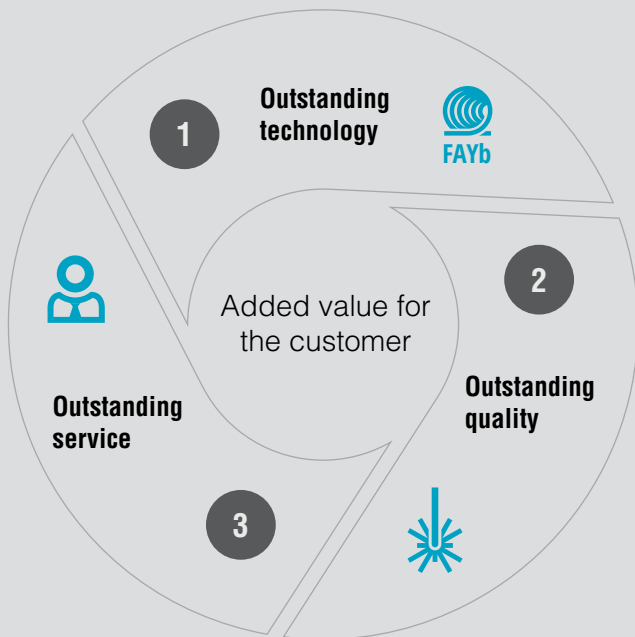 1
Outstanding
technology
FAYb
2
Outstanding
quality
3
Outstanding
service
Added value for
the customer